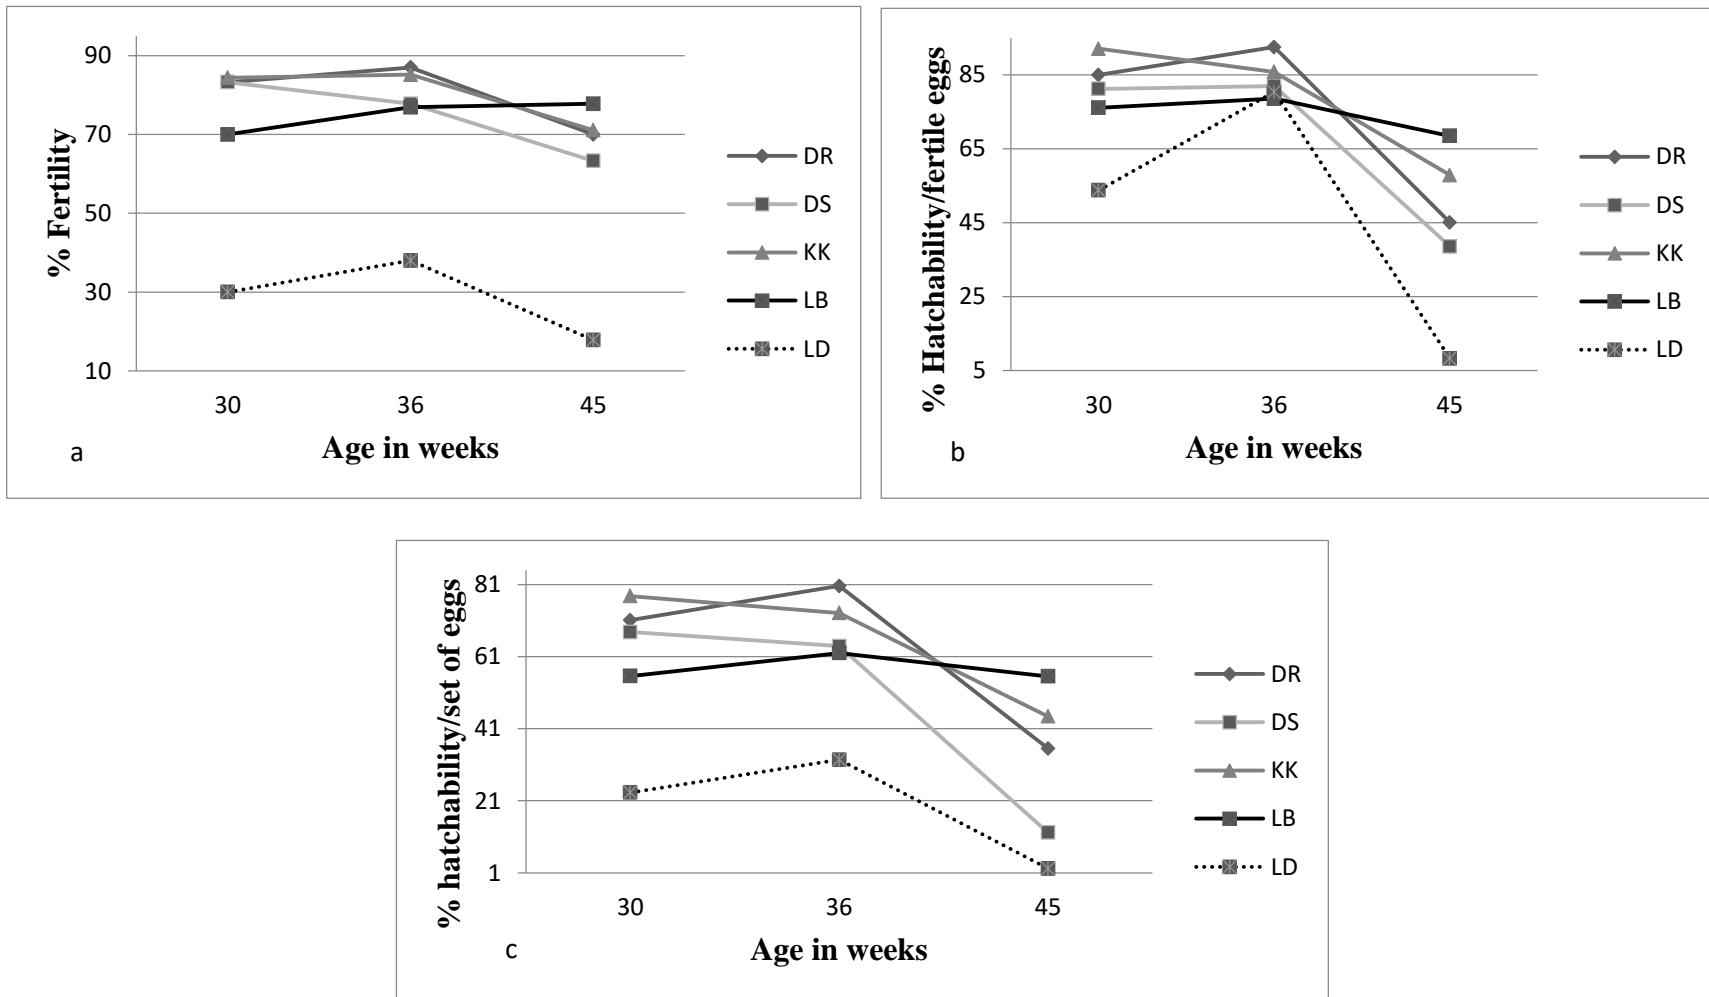 % Fertility
90
70
50
30
10
30 36 45
Age in weeks
a
DR
DS
KK
LB
LD
% Hatchability/fertile eggs
85
65
45
25
5
30 36 45
Age in weeks
b
DR
DS
KK
LB
LD
% hatchability/set of eggs
81
61
41
21
1
30 36 45
Age in weeks
c
DR
DS
KK
LB
LD